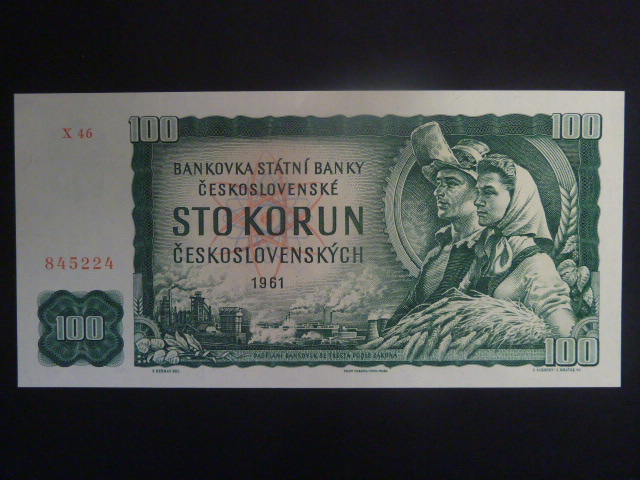 X 46
100
100
BANKOVKA STÁTNÍ BANKY
ČESKOSLOVENSKÉ
STO KORUN
ČESKOSLOVENSKÝCH
845224
1961
100
100
PADĚLÁNÍ BANKOVEK SE TRESTÁ PODLE ZÁKONA